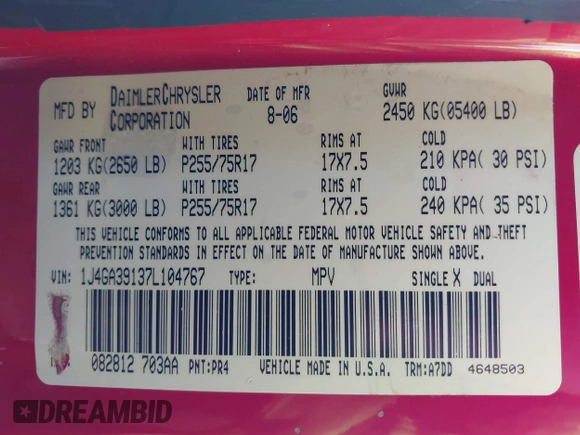 MFD BY DAIMLERCHRYSLER CORPORATION DATE OF MFR 8-06 GVWR 2450 KG(05400 LB)
GAWR FRONT WITH TIRES RIMS AT COLD
1203 KG(2650 LB) P255/75R17 17X7.5 210 KPA( 30 PSI)
GAWR REAR WITH TIRES RIMS AT COLD
1361 KG(3000 LB) P255/75R17 17X7.5 240 KPA( 35 PSI)
THIS VEHICLE CONFORMS TO ALL APPLICABLE FEDERAL MOTOR VEHICLE SAFETY AND THEFT
PREVENTION STANDARDS IN EFFECT ON THE DATE OF MANUFACTURE SHOWN ABOVE.
VIN: 1J4GA39137L104767 TYPE: MPV SINGLE X DUAL
082812 703AA PNT:PR4 VEHICLE MADE IN U.S.A. TRM:A7DD 4648503
DREAMBID